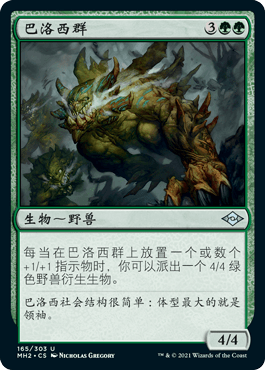 巴洛西群 3
生物～野兽
每当在巴洛西群上放置一个或数个
+1/+1 指示物时，你可以派出一个 4/4 绿
色野兽衍生生物。
巴洛西社会结构很简单：体型最大的就是
领袖。
4/4
165/303 U
MH2 • CS NICHOLAS GREGORY
™ & © 2021 Wizards of the Coast